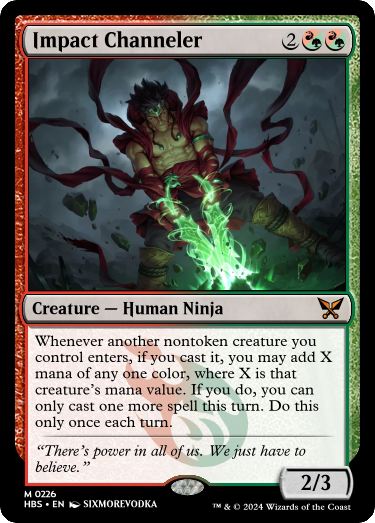 Impact Channeler 2
Creature — Human Ninja
Whenever another nontoken creature you
control enters, if you cast it, you may add X
mana of any one color, where X is that
creature's mana value. If you do, you can
only cast one more spell this turn. Do this
only once each turn.
“There's power in all of us. We just have to
believe.”
2/3
M 0226
HBS • EN SIXMOREVODKA
™ & © 2024 Wizards of the Coast